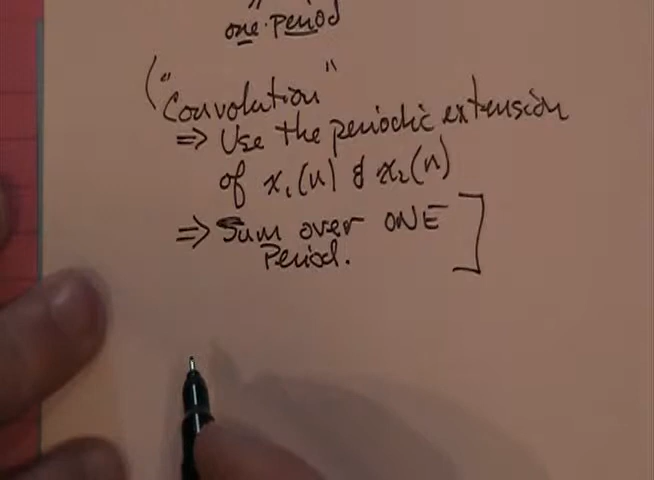 one period
("Convolution"
⇒ Use the periodic extension
of x₁(n) & x₂(n)
⇒ Sum over ONE
Period. ]